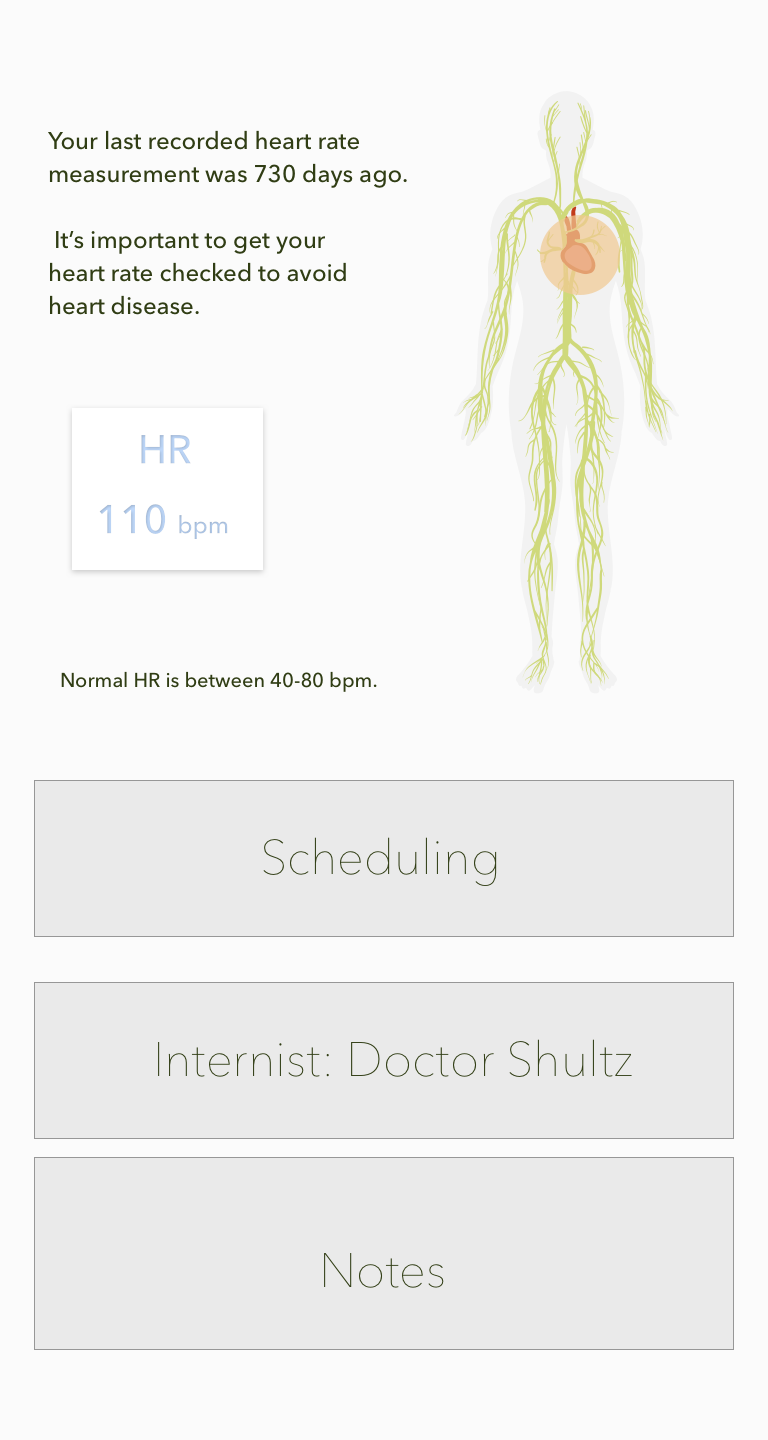 Your last recorded heart rate
measurement was 730 days ago.
It’s important to get your
heart rate checked to avoid
heart disease.
HR
110 bpm
Normal HR is between 40-80 bpm.
Scheduling
Internist: Doctor Shultz
Notes